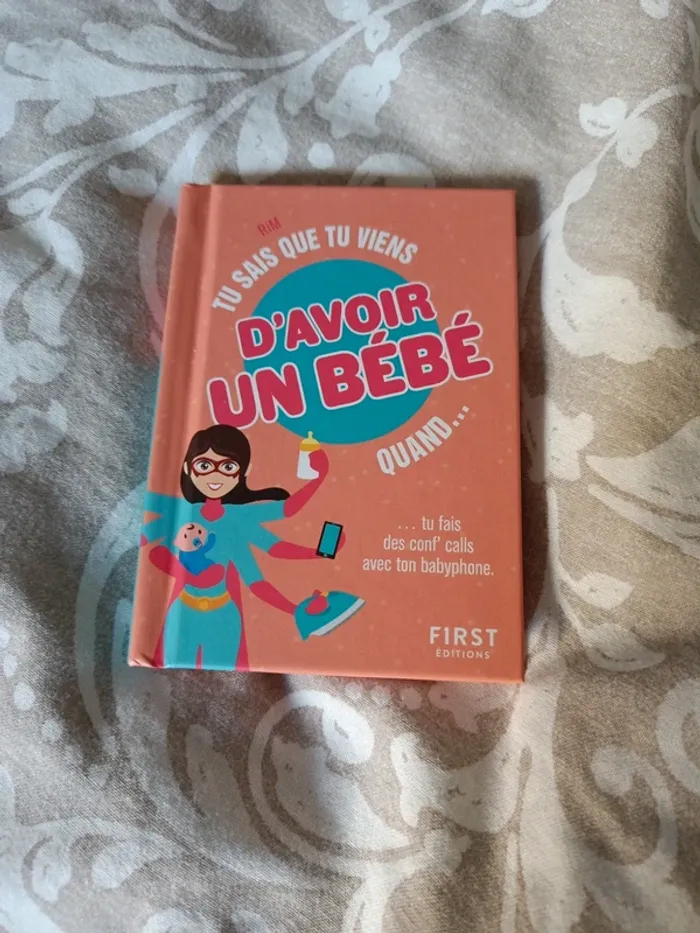 RiM
TU SAIS QUE TU VIENS
D'AVOIR
UN BÉBÉ
QUAND...
... tu fais
des conf' calls
avec ton babyphone.
F1RST
ÉDITIONS